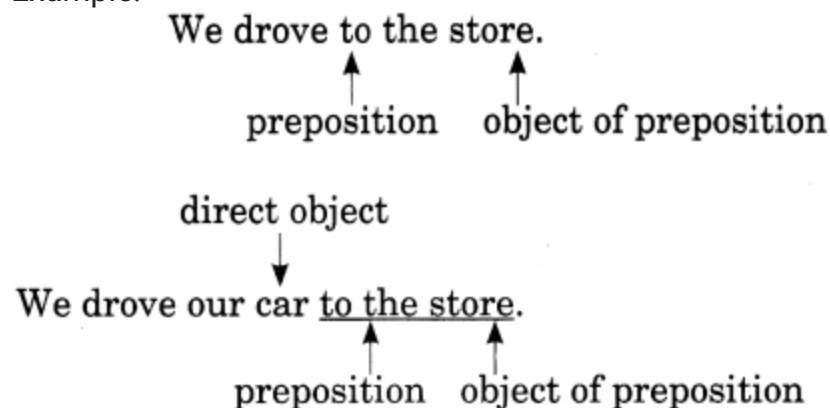 We drove to the store.
preposition object of preposition
direct object
We drove our car to the store.
preposition object of preposition